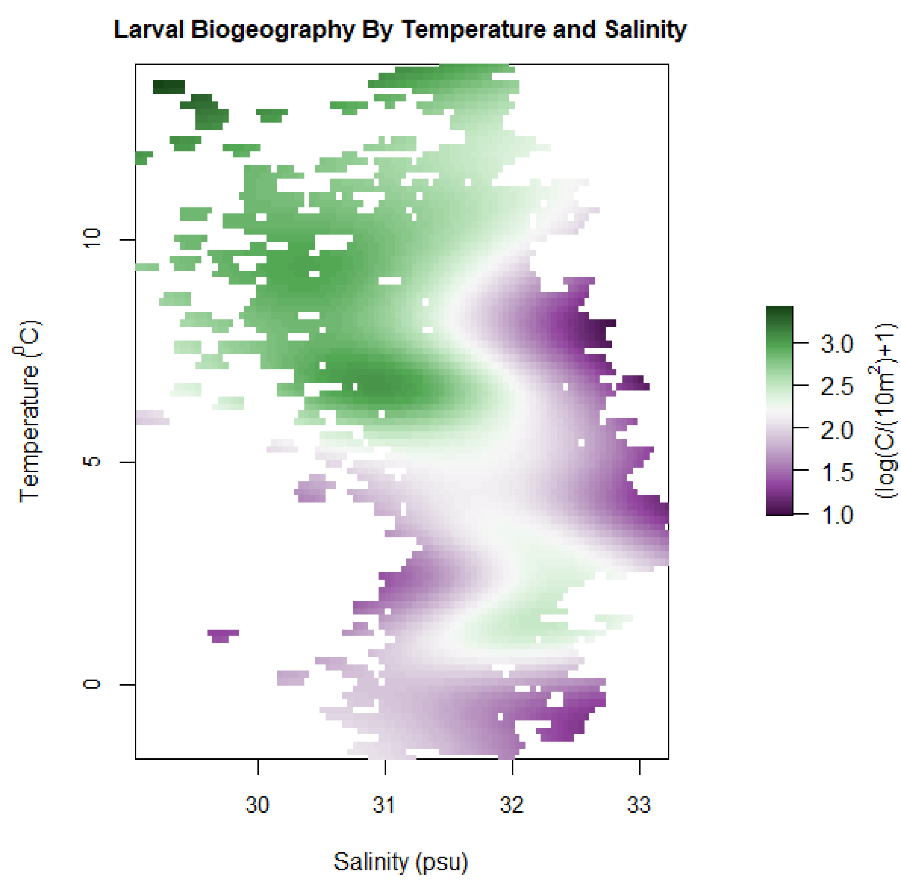 Larval Biogeography By Temperature and Salinity
10
5
0
Temperature (⁰C)
30 31 32 33
Salinity (psu)
3.0
2.5
2.0
1.5
1.0
(log(C/(10m²)+1)